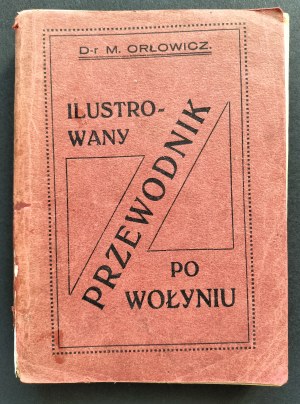 D-r M. ORŁOWICZ.
ILUSTRO-
WANY
PRZEWODNIK
PO
WOŁYNIU